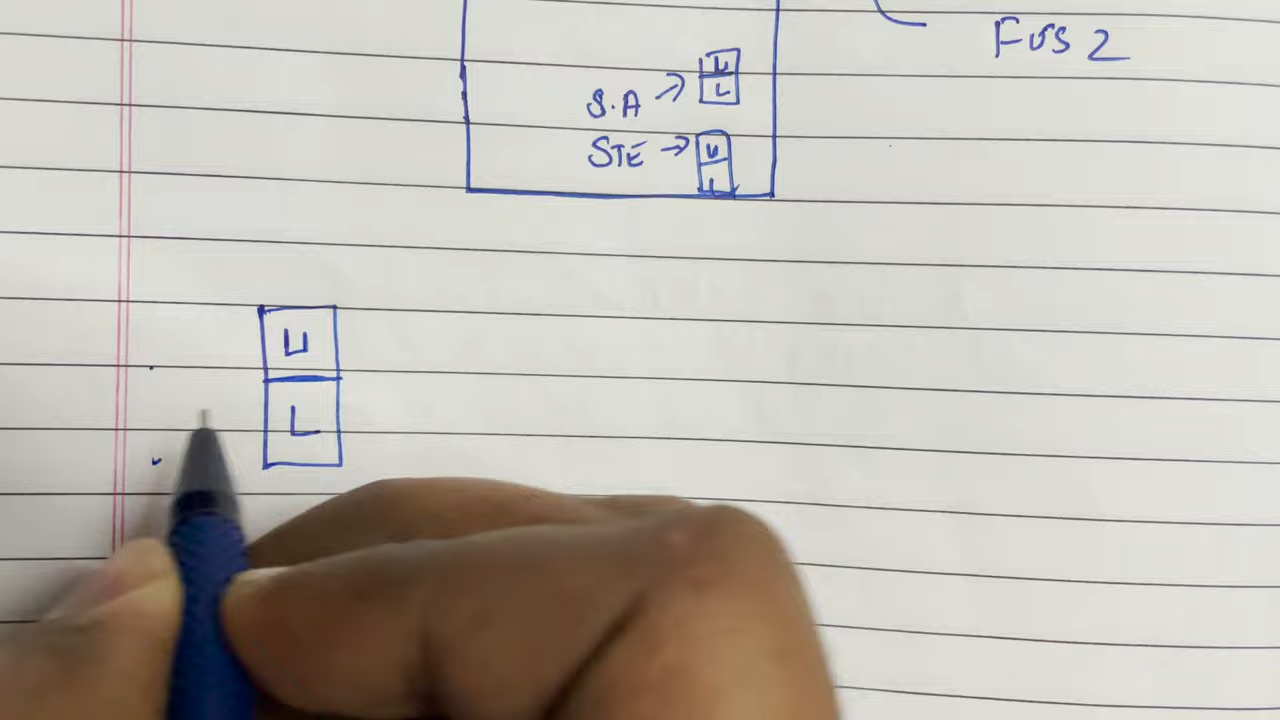 Fus 2
U
S.A → L
STE → U
L
U
L